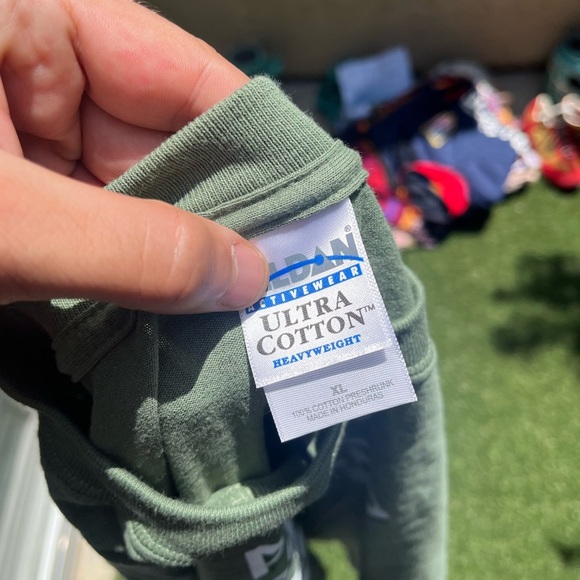 ACTIVEWEAR
ULTRA
COTTON™
HEAVYWEIGHT
XL
100% COTTON PRESHRUNK
MADE IN HONDURAS